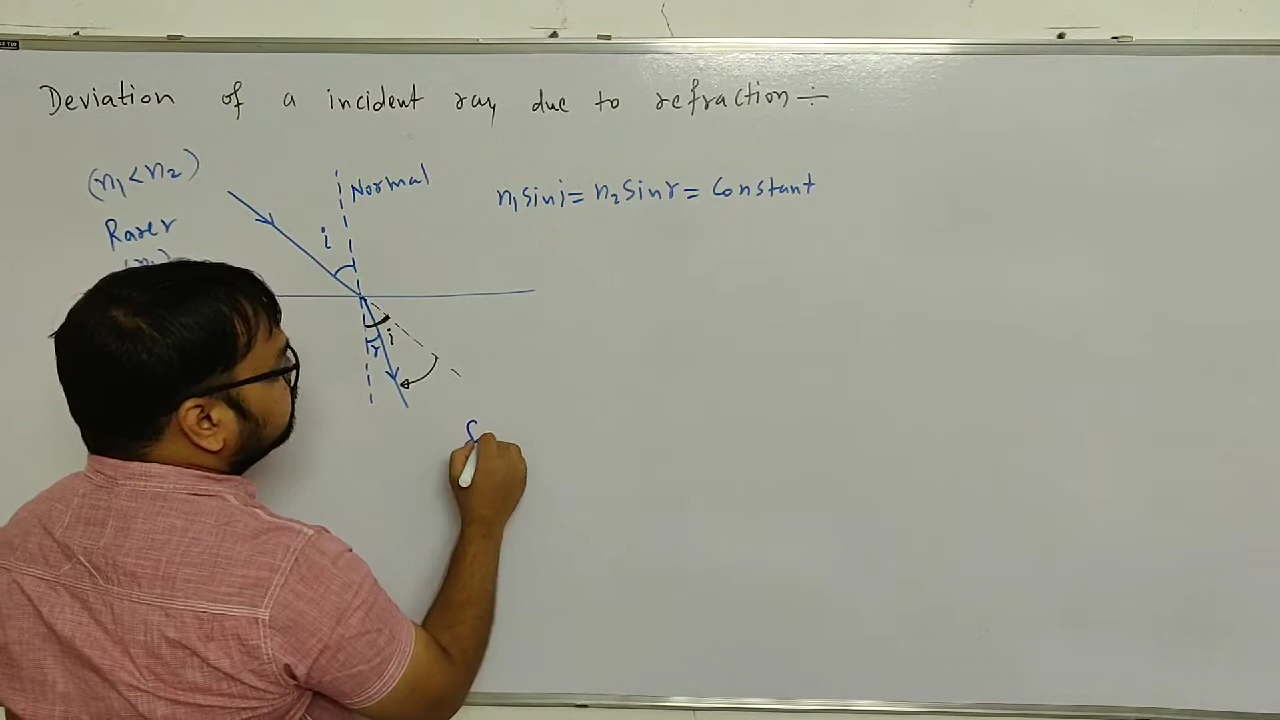 Deviation of a incident ray due to refraction :-
(n₁ < n₂)
Normal
n₁ sin i = n₂ sin r = Constant
Rarer
i
i
r